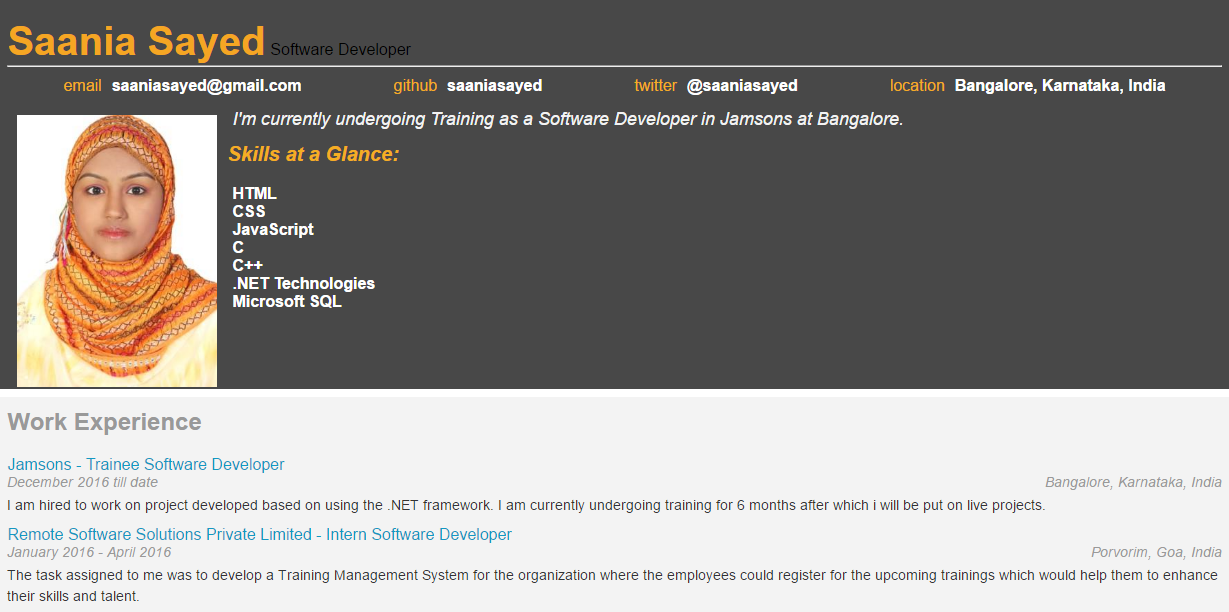 Saania Sayed Software Developer
email saaniasayed@gmail.com github saaniasayed twitter @saaniasayed location Bangalore, Karnataka, India
I'm currently undergoing Training as a Software Developer in Jamsons at Bangalore.
Skills at a Glance:
HTML
CSS
JavaScript
C
C++
.NET Technologies
Microsoft SQL
Work Experience
Jamsons - Trainee Software Developer
December 2016 till date Bangalore, Karnataka, India
I am hired to work on project developed based on using the .NET framework. I am currently undergoing training for 6 months after which i will be put on live projects.
Remote Software Solutions Private Limited - Intern Software Developer
January 2016 - April 2016 Porvorim, Goa, India
The task assigned to me was to develop a Training Management System for the organization where the employees could register for the upcoming trainings which would help them to enhance
their skills and talent.